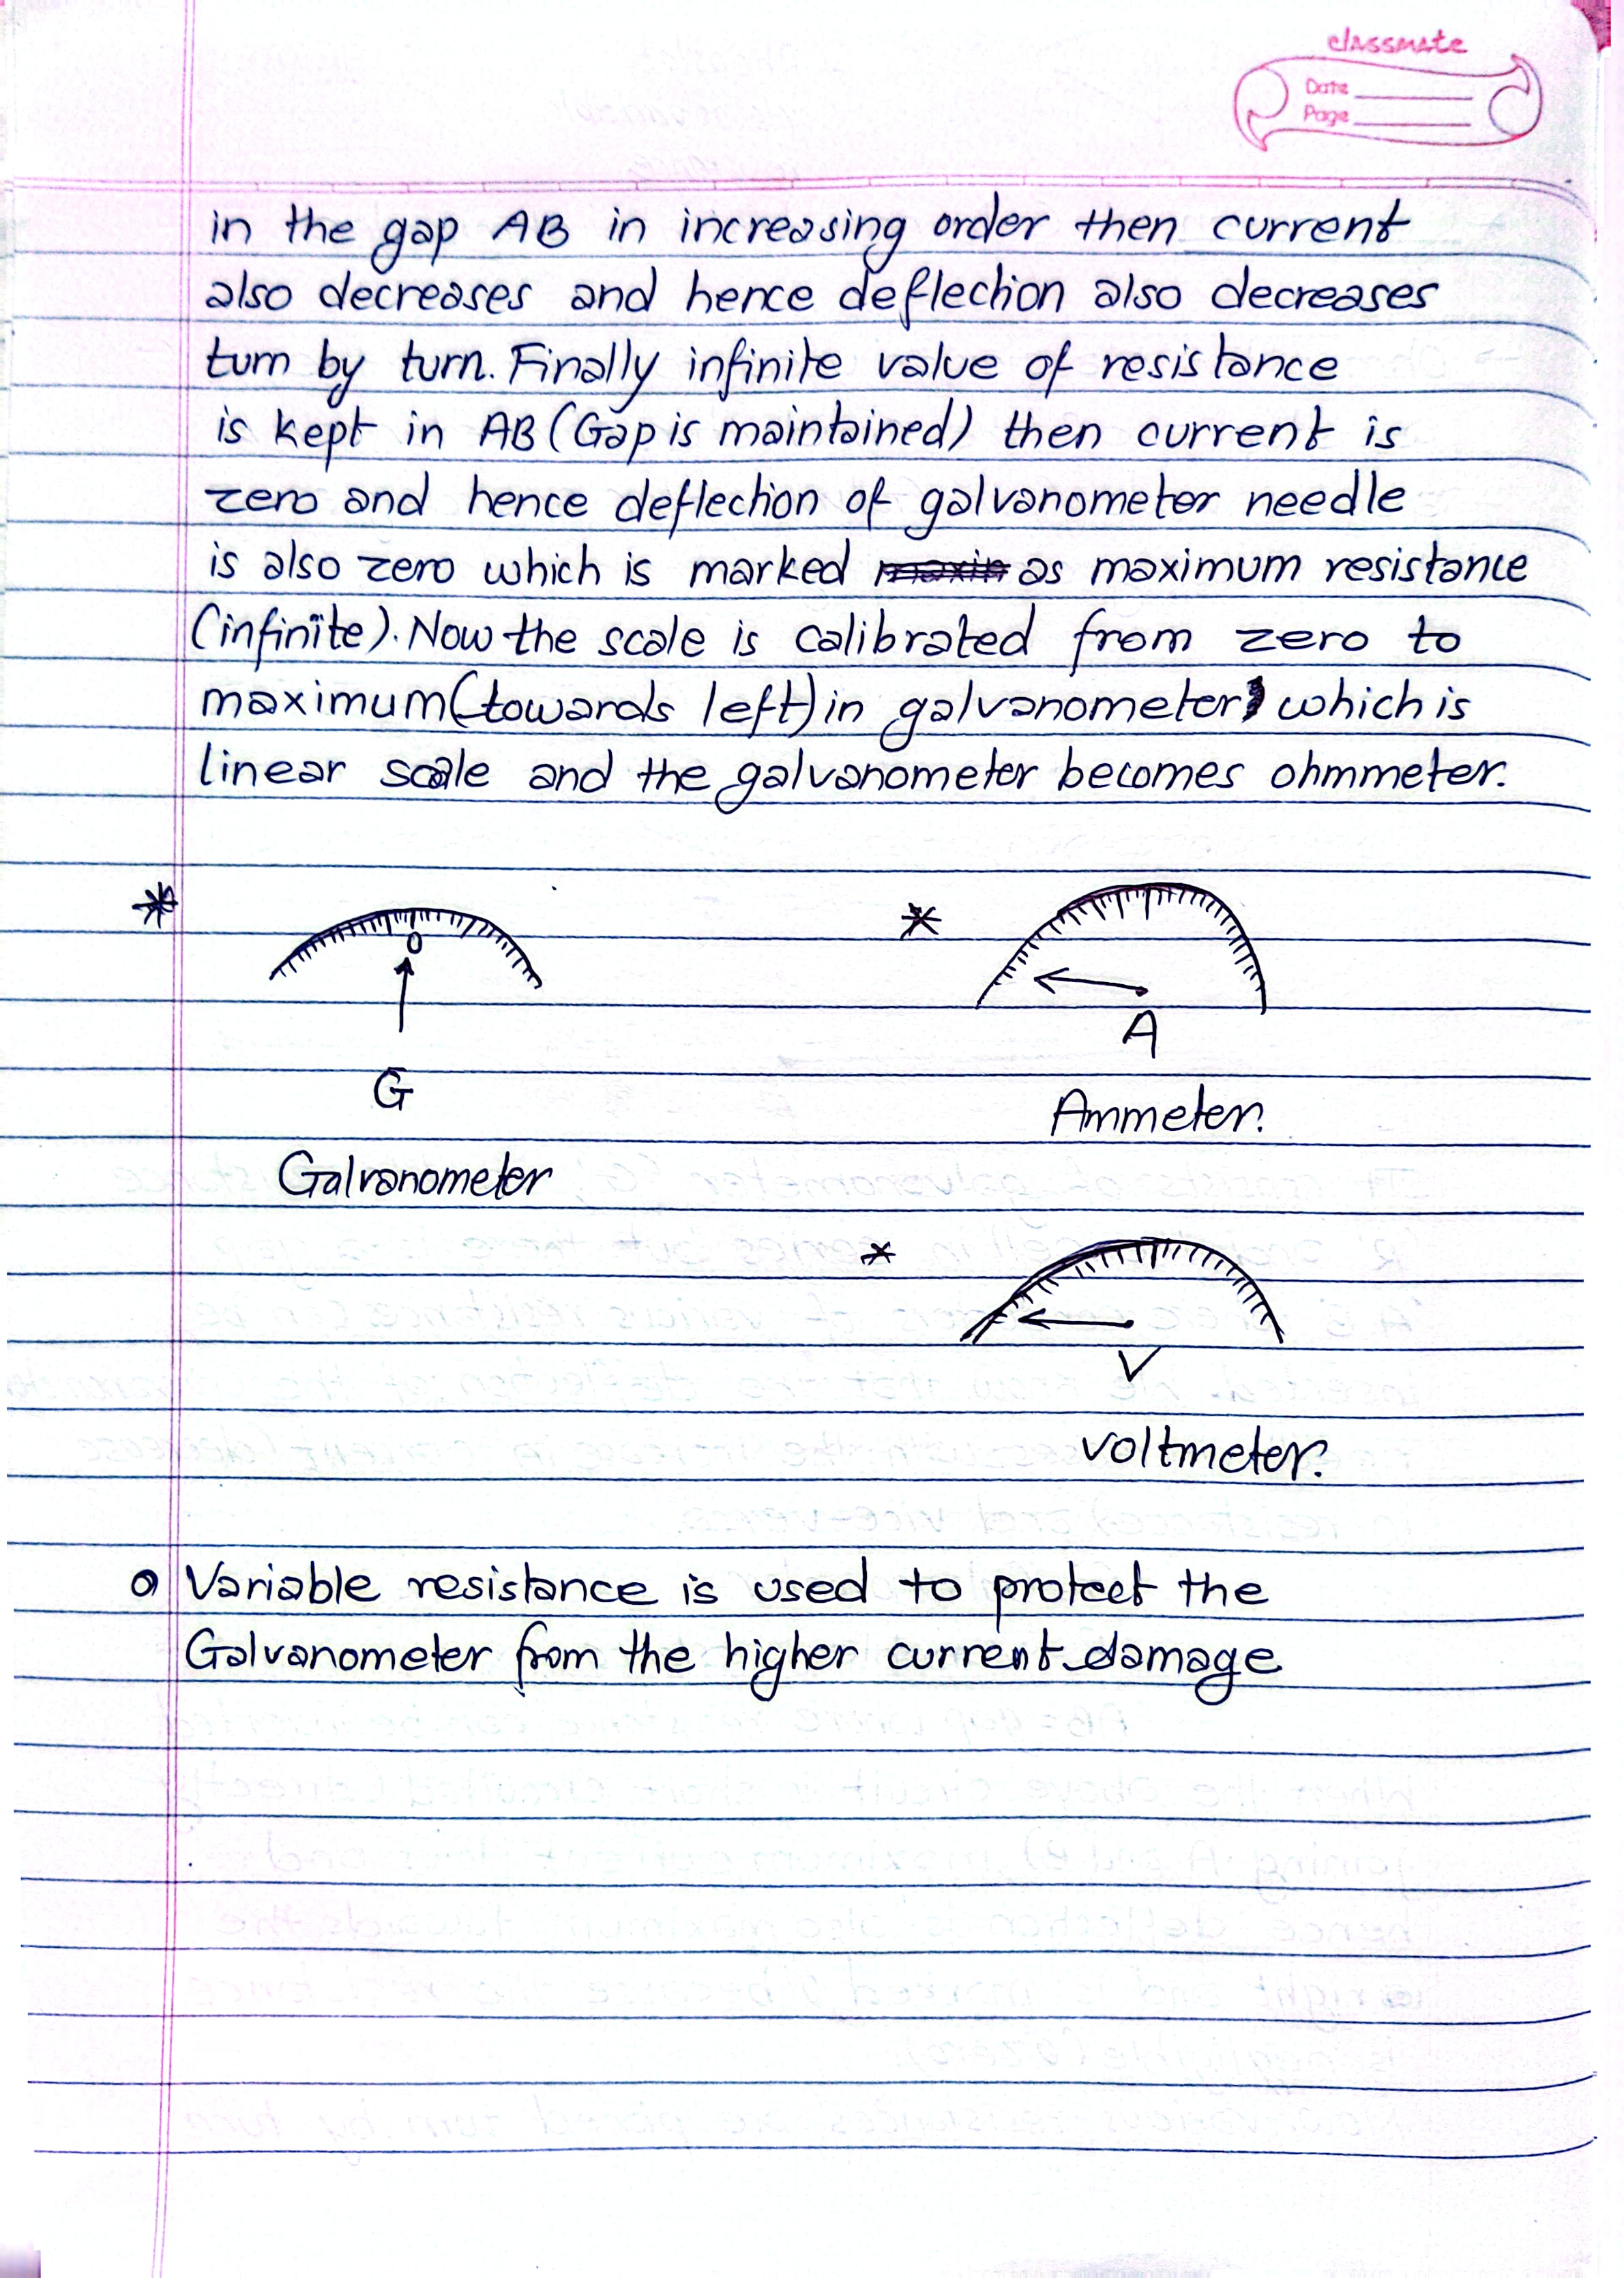 classmate
Date
Page
in the gap AB in increasing order then current
also decreases and hence deflection also decreases
turn by turn. Finally infinite value of resistance
is kept in AB (Gap is maintained) then current is
zero and hence deflection of galvanometer needle
is also zero which is marked as maximum resistance
(infinite). Now the scale is calibrated from zero to
maximum (towards left) in galvanometer, which is
linear scale and the galvanometer becomes ohmmeter.
0
G
Galvanometer
A
Ammeter.
V
voltmeter.
Variable resistance is used to protect the
Galvanometer from the higher current damage